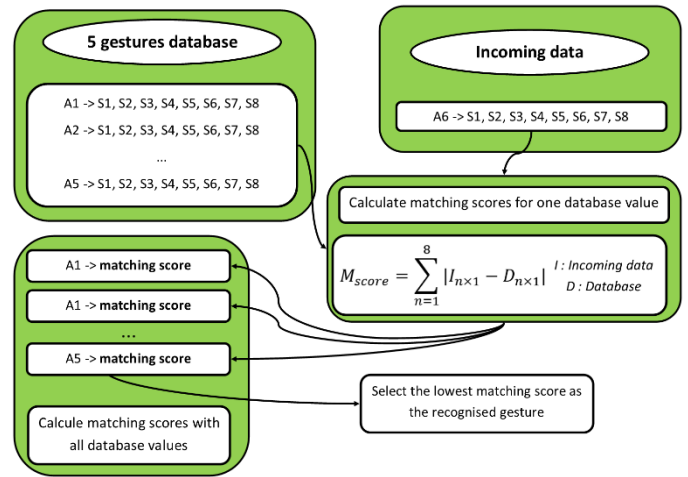 5 gestures database
A1 -> S1, S2, S3, S4, S5, S6, S7, S8
A2 -> S1, S2, S3, S4, S5, S6, S7, S8
...
A5 -> S1, S2, S3, S4, S5, S6, S7, S8
Incoming data
A6 -> S1, S2, S3, S4, S5, S6, S7, S8
Calculate matching scores for one database value
M_{score} = \sum_{n=1}^{8} |I_{n×1} − D_{n×1}|
I : Incoming data
D : Database
A1 -> matching score
A1 -> matching score
...
A5 -> matching score
Calcule matching scores with
all database values
Select the lowest matching score as
the recognised gesture